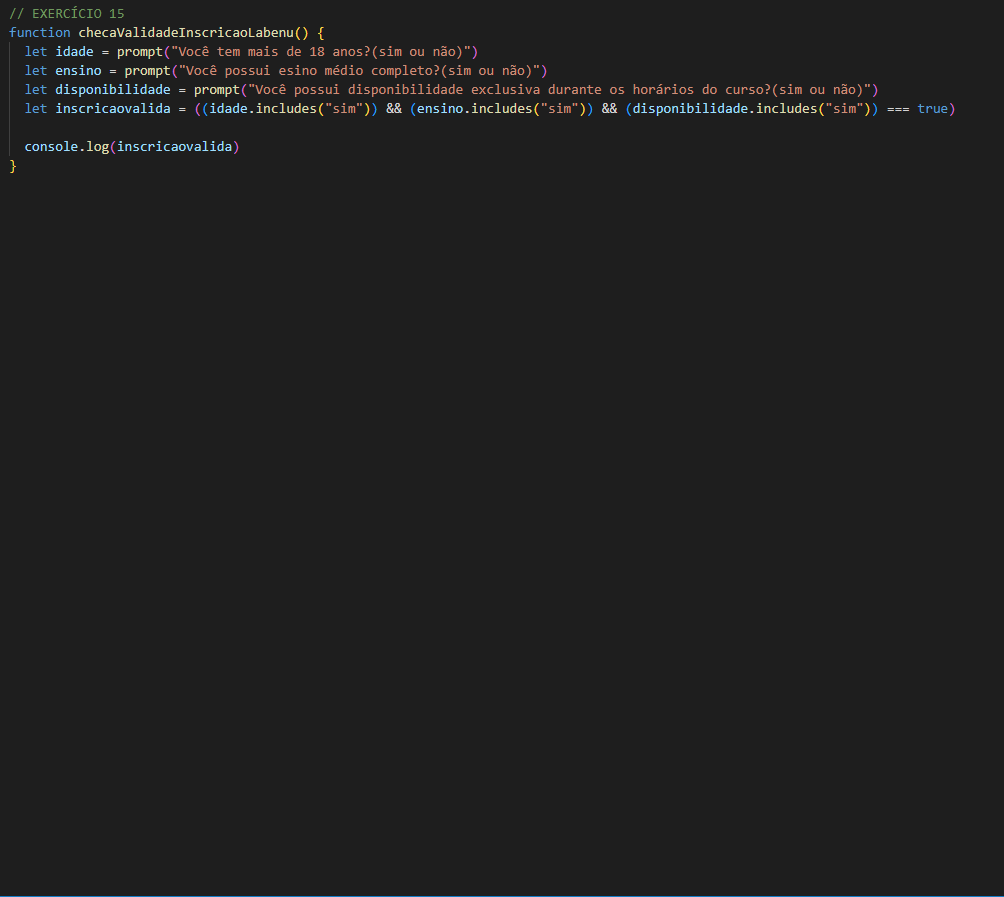 // EXERCÍCIO 15
function checaValidadeInscricaoLabenu() {
  let idade = prompt("Você tem mais de 18 anos?(sim ou não)")
  let ensino = prompt("Você possui esino médio completo?(sim ou não)")
  let disponibilidade = prompt("Você possui disponibilidade exclusiva durante os horários do curso?(sim ou não)")
  let inscricaovalida = ((idade.includes("sim")) && (ensino.includes("sim")) && (disponibilidade.includes("sim")) === true)
  console.log(inscricaovalida)
}